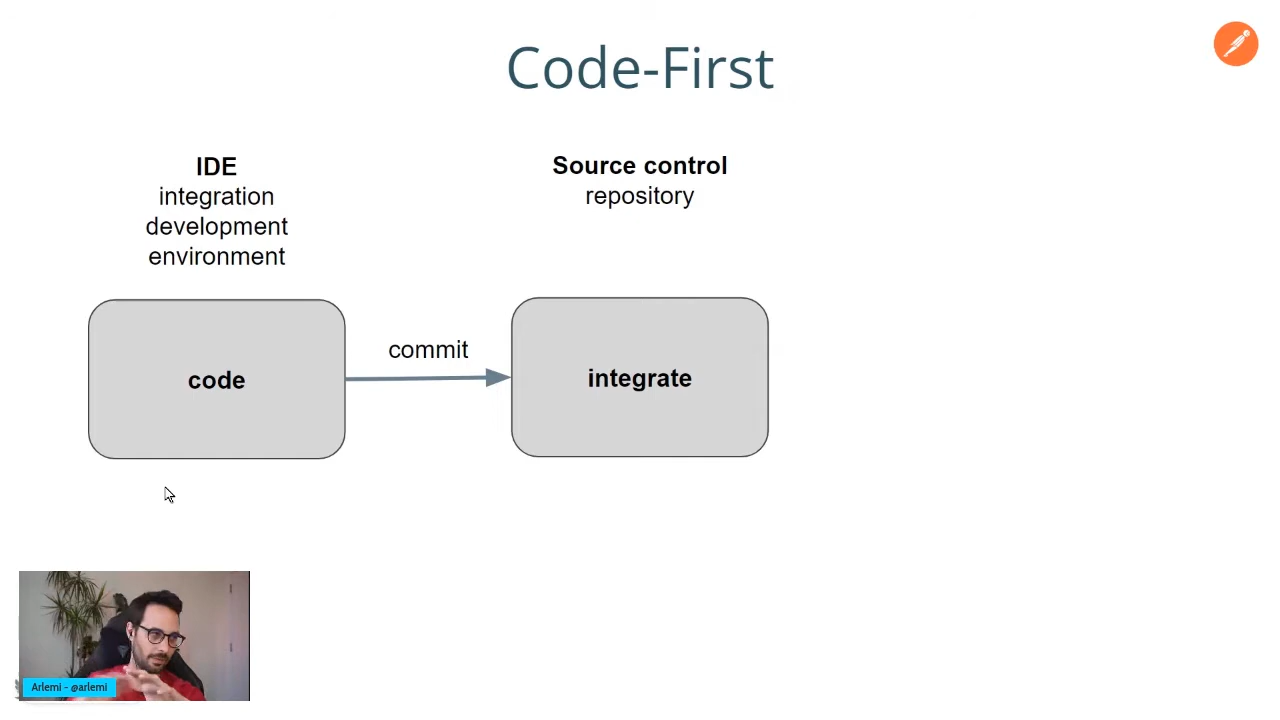 Code-First
IDE
integration
development
environment
Source control
repository
code
commit
integrate
Arlemi - @arlemi